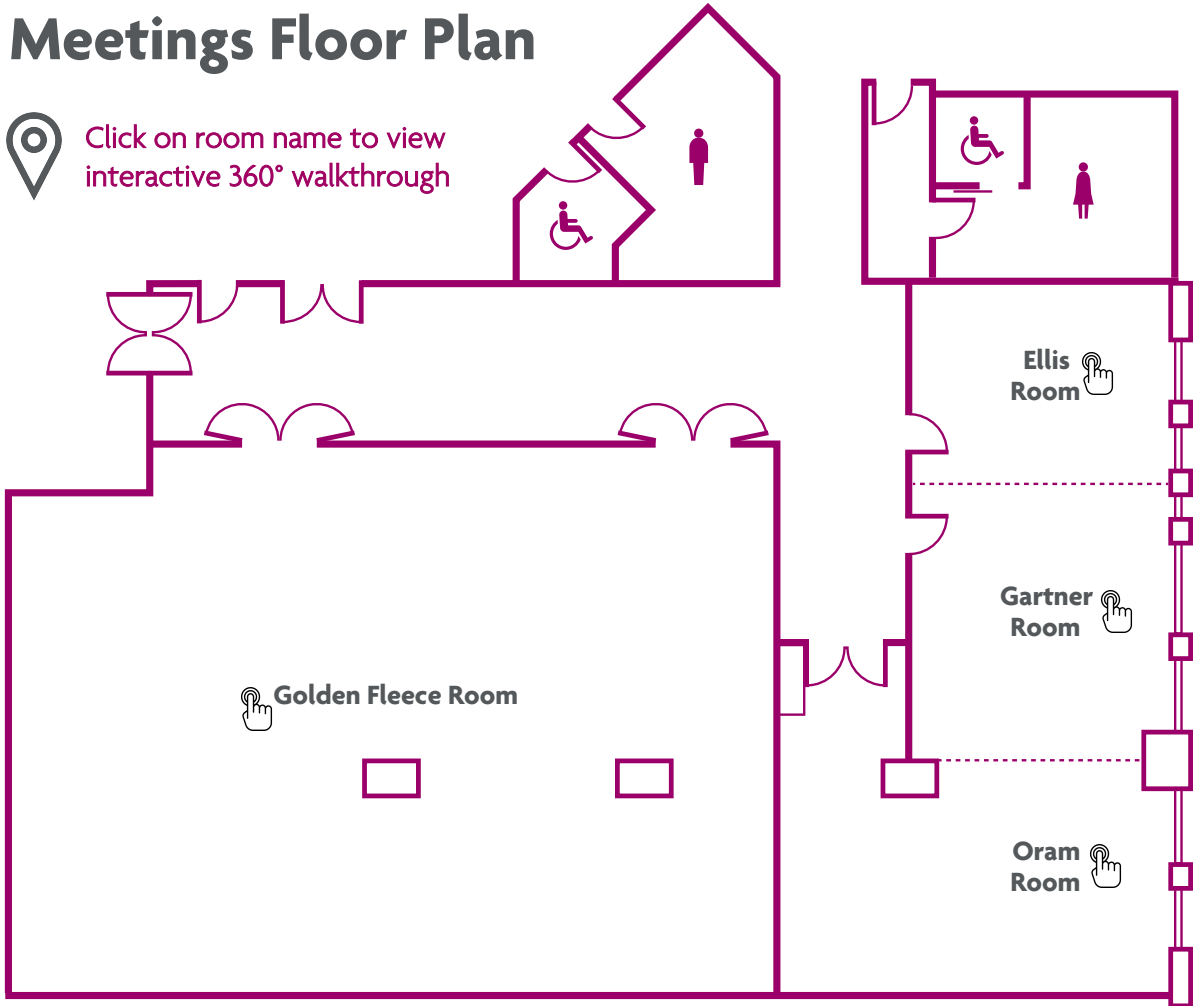 Meetings Floor Plan
Click on room name to view
interactive 360° walkthrough
Ellis
Room
Gartner
Room
Golden Fleece Room
Oram
Room